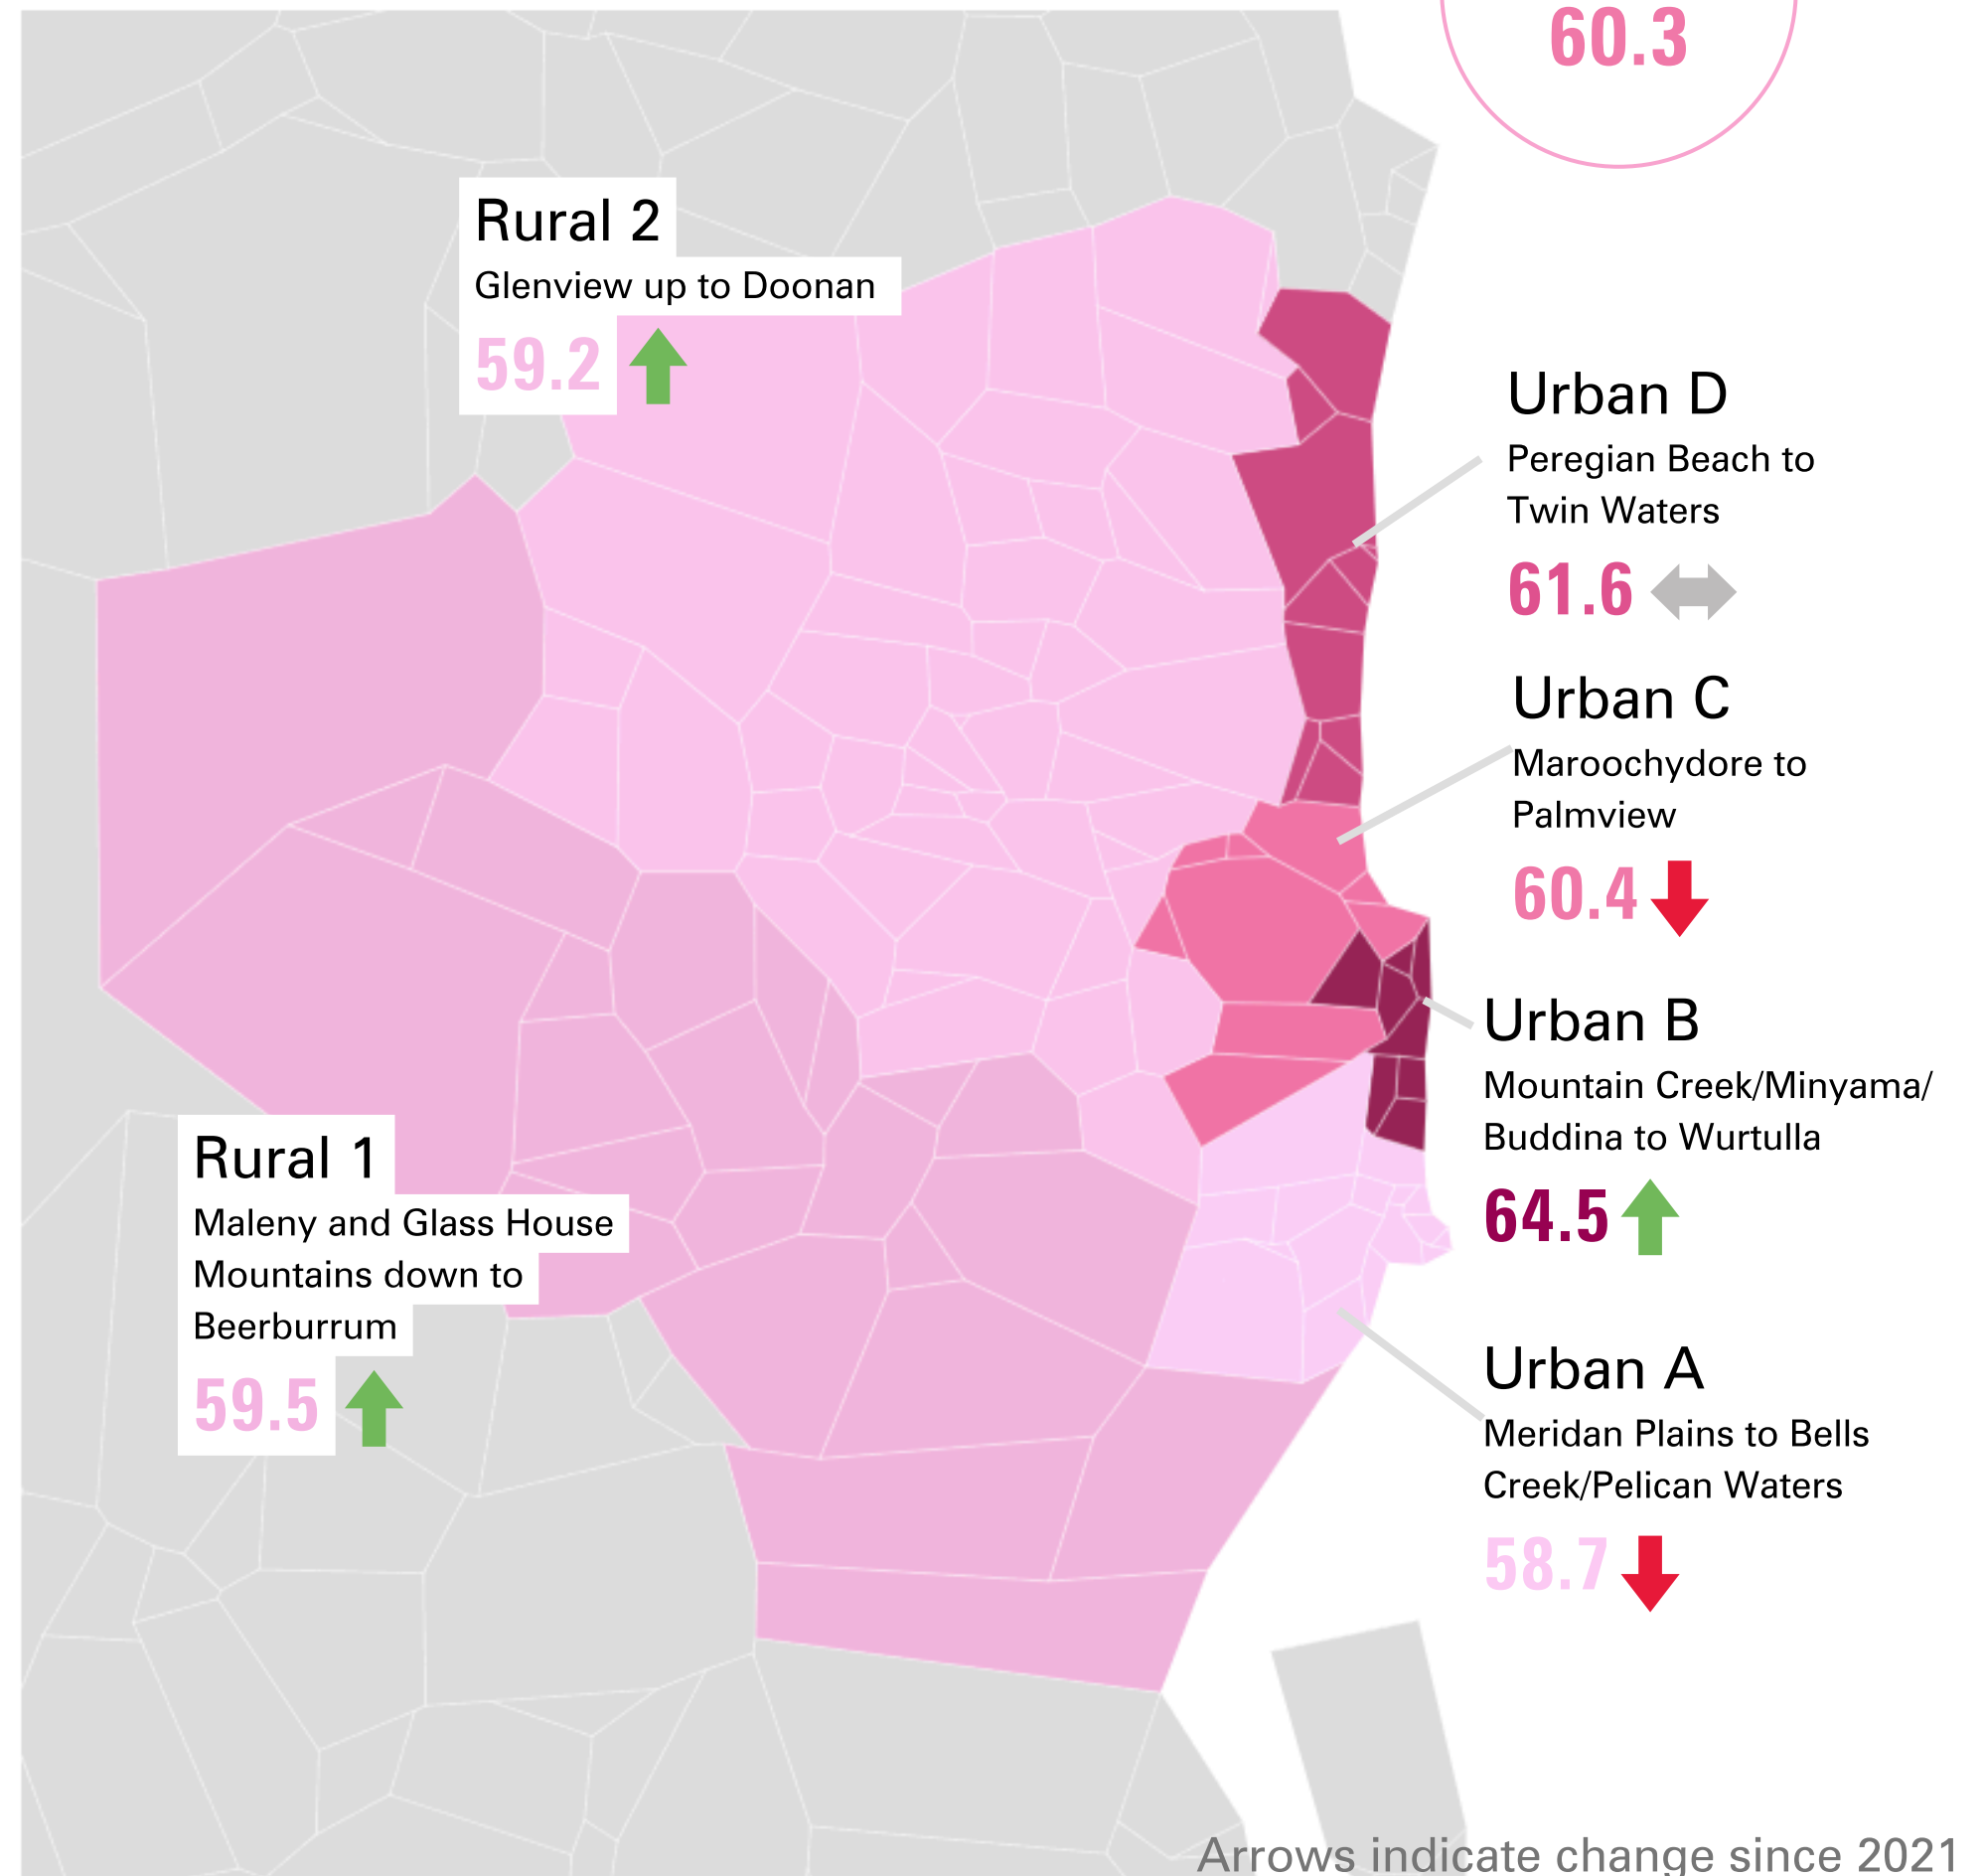 60.3
Rural 2
Glenview up to Doonan
59.2
Urban D
Peregian Beach to
Twin Waters
61.6
Urban C
Maroochydore to
Palmview
60.4
Urban B
Mountain Creek/Minyama/
Buddina to Wurtulla
64.5
Rural 1
Maleny and Glass House
Mountains down to
Beerburrum
59.5
Urban A
Meridan Plains to Bells
Creek/Pelican Waters
58.7
Arrows indicate change since 2021